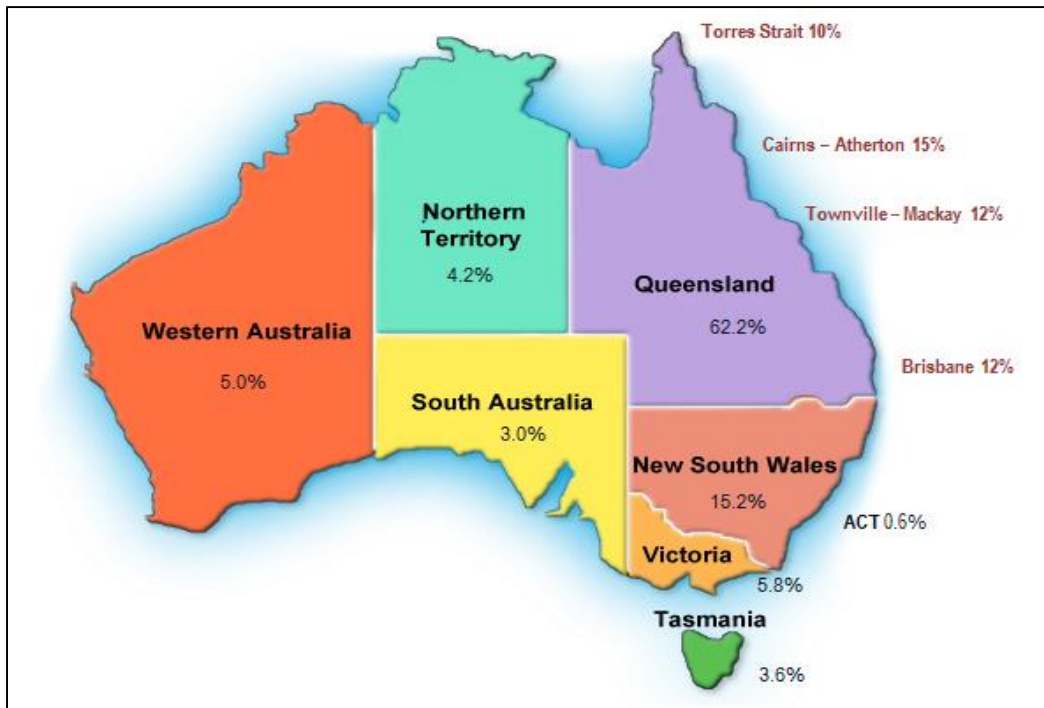 Torres Strait 10%
Cairns – Atherton 15%
Townville – Mackay 12%
Northern
Territory
4.2%
Queensland
62.2%
Western Australia
5.0%
Brisbane 12%
South Australia
3.0%
New South Wales
15.2%
ACT 0.6%
Victoria
5.8%
Tasmania
3.6%